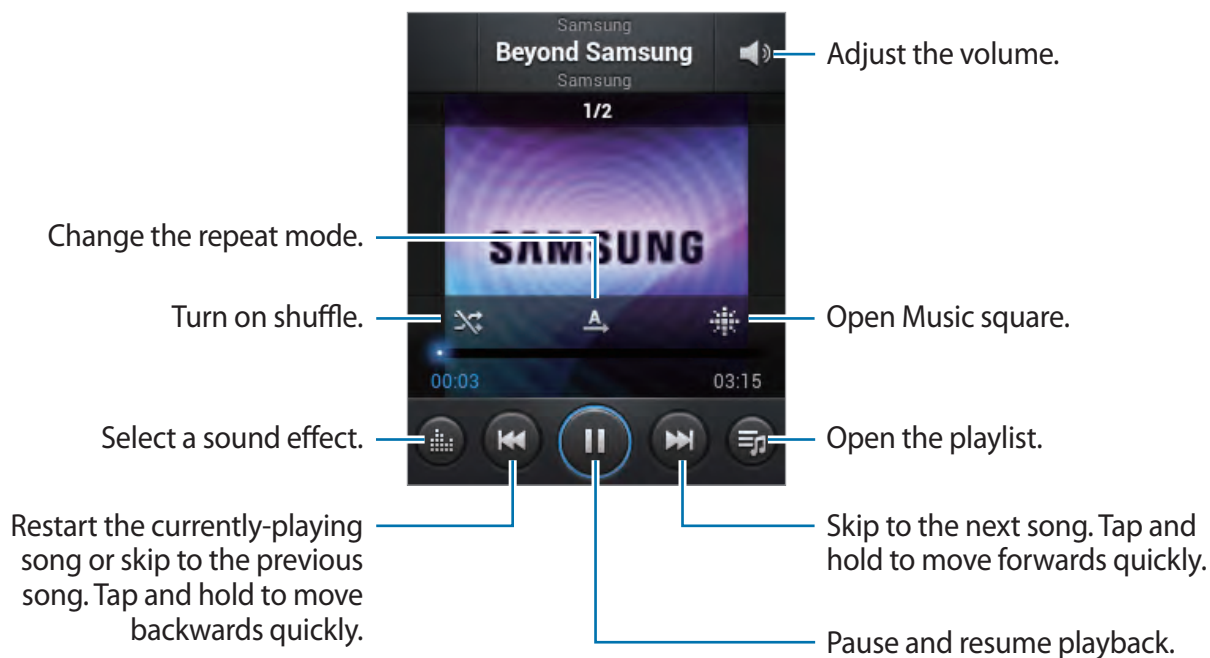 Samsung
Beyond Samsung
Samsung
Adjust the volume.
1/2
SAMSUNG
Change the repeat mode.
Turn on shuffle.
A
Open Music square.
00:03
03:15
Select a sound effect.
Open the playlist.
Restart the currently-playing
song or skip to the previous
song. Tap and hold to move
backwards quickly.
Skip to the next song. Tap and
hold to move forwards quickly.
Pause and resume playback.